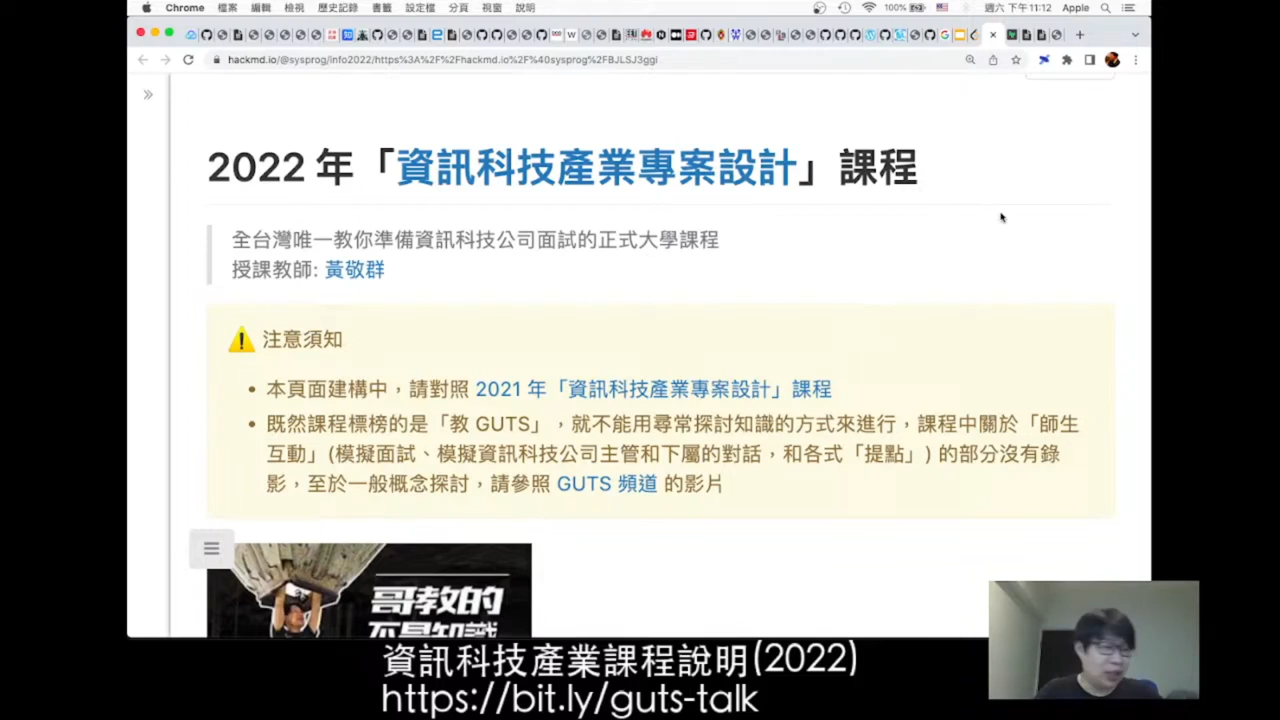 Chrome 檔案 編輯 檢視 歷史記錄 書籤 設定檔 分頁 視窗 說明 100% 週六 下午11:12 Apple
hackmd.io/@sysprog/info2022/https%3A%2F%2Fhackmd.io%2F%40sysprog%2FBJLSJ3ggi
2022 年「資訊科技產業專案設計」課程
全台灣唯一教你準備資訊科技公司面試的正式大學課程
授課教師: 黃敬群
注意須知
• 本頁面建構中，請對照 2021 年「資訊科技產業專案設計」課程
• 既然課程標榜的是「教 GUTS」，就不能用尋常探討知識的方式來進行，課程中關於「師生
互動」(模擬面試、模擬資訊科技公司主管和下屬的對話，和各式「提點」) 的部分沒有錄
影，至於一般概念探討，請參照 GUTS 頻道 的影片
哥教的
不是知識
資訊科技產業課程說明(2022)
https://bit.ly/guts-talk